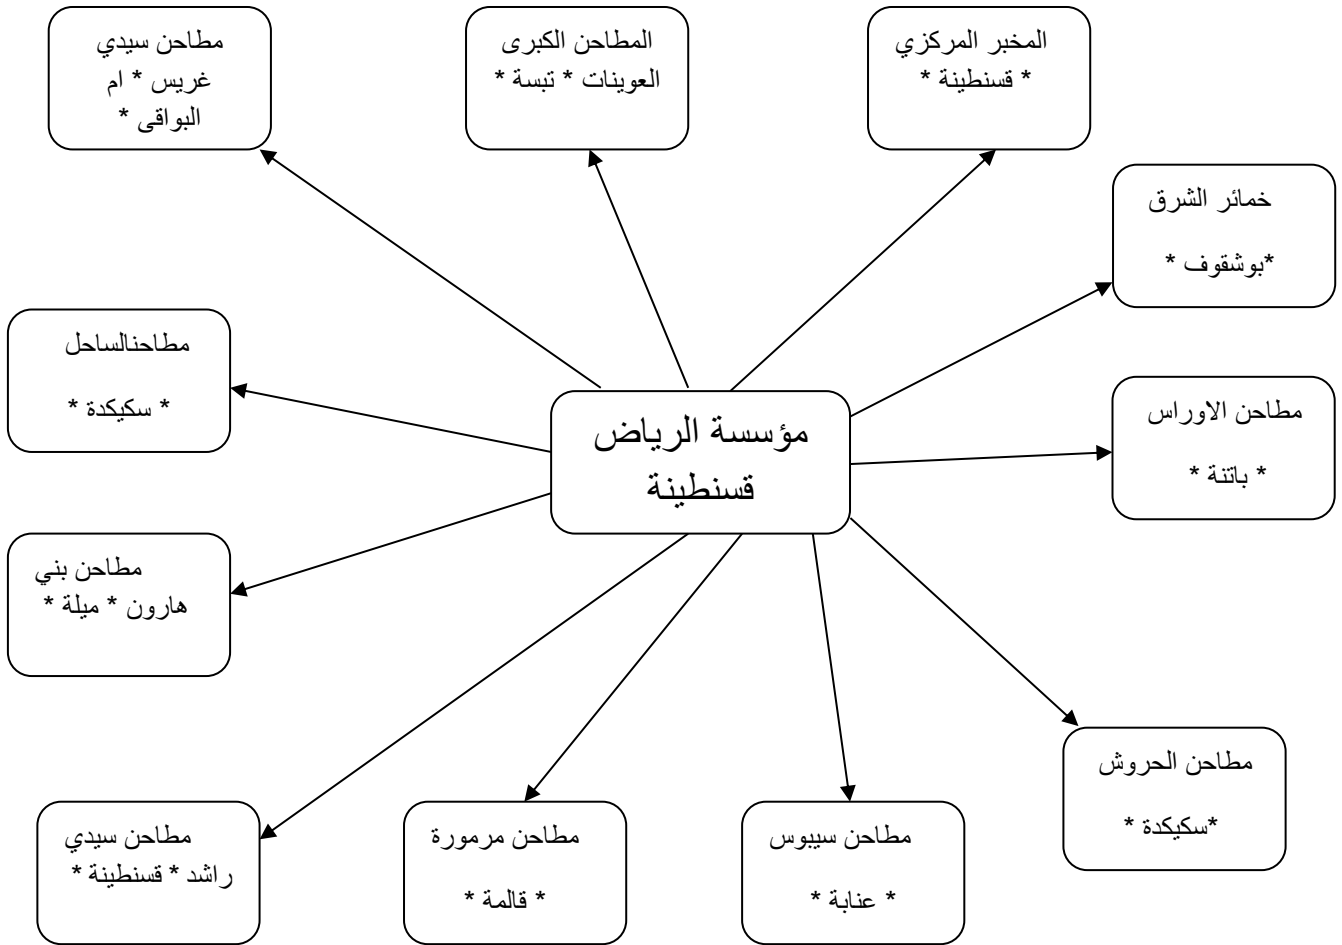 المخبر المركزي
* قسنطينة *
المطاحن الكبرى
العوينات * تبسة *
مطاحن سيدي
غريس * ام
البواقى *
خمائر الشرق
*بوشقوف *
مطاحنالساحل
* سكيكدة *
مطاحن الاوراس
* باتنة *
مؤسسة الرياض
قسنطينة
مطاحن بني
هارون * ميلة *
مطاحن الحروش
*سكيكدة *
مطاحن سيبوس
* عنابة *
مطاحن مرمورة
* قالمة *
مطاحن سيدي
راشد * قسنطينة *